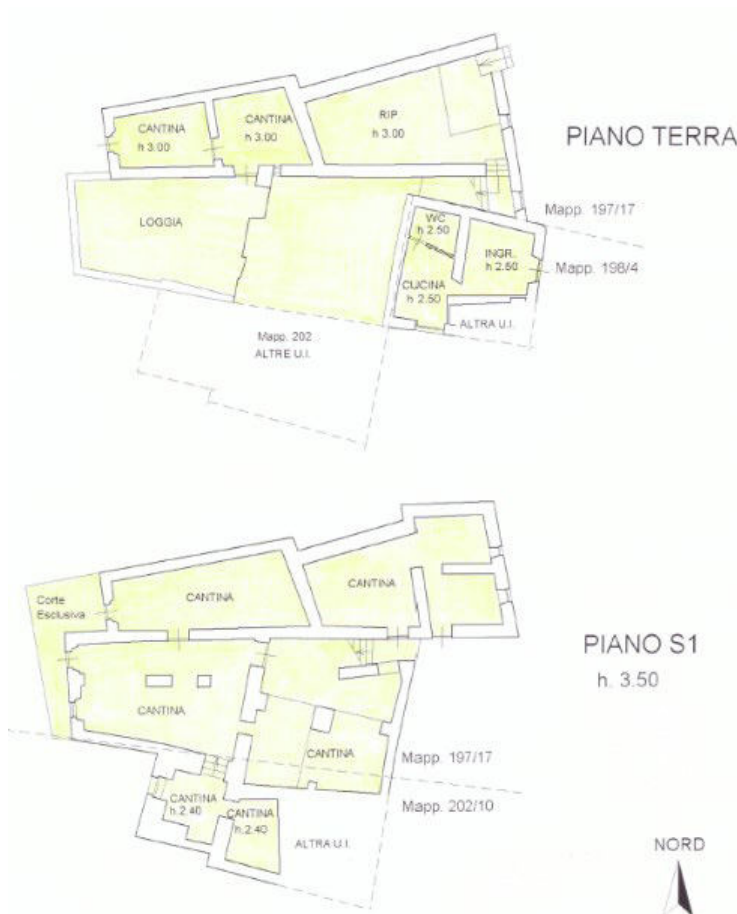 PIANO TERRA
CANTINA
h 3.00
CANTINA
h 3.00
RIP.
h 3.00
LOGGIA
WC
h 2.50
INGR.
h 2.50
CUCINA
h 2.50
Mapp. 197/17
Mapp. 198/4
ALTRA U.I.
Mapp. 202
ALTRE U.I.
PIANO S1
h. 3.50
Corte
Esclusiva
CANTINA
CANTINA
CANTINA
CANTINA
Mapp. 197/17
Mapp. 202/10
CANTINA
h.2.40
CANTINA
h.2.40
ALTRA U.I.
NORD